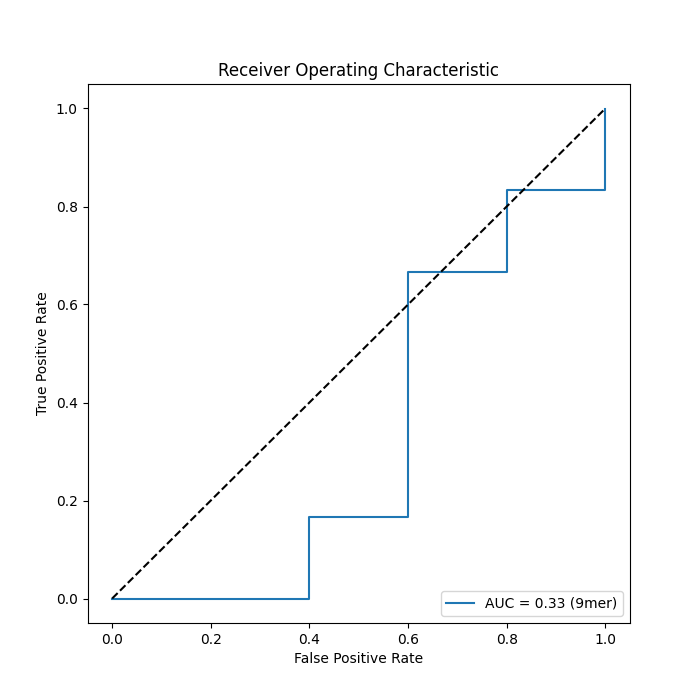 Receiver Operating Characteristic
1.0
0.8
0.6
0.4
0.2
0.0
True Positive Rate
AUC = 0.33 (9mer)
0.0 0.2 0.4 0.6 0.8 1.0
False Positive Rate